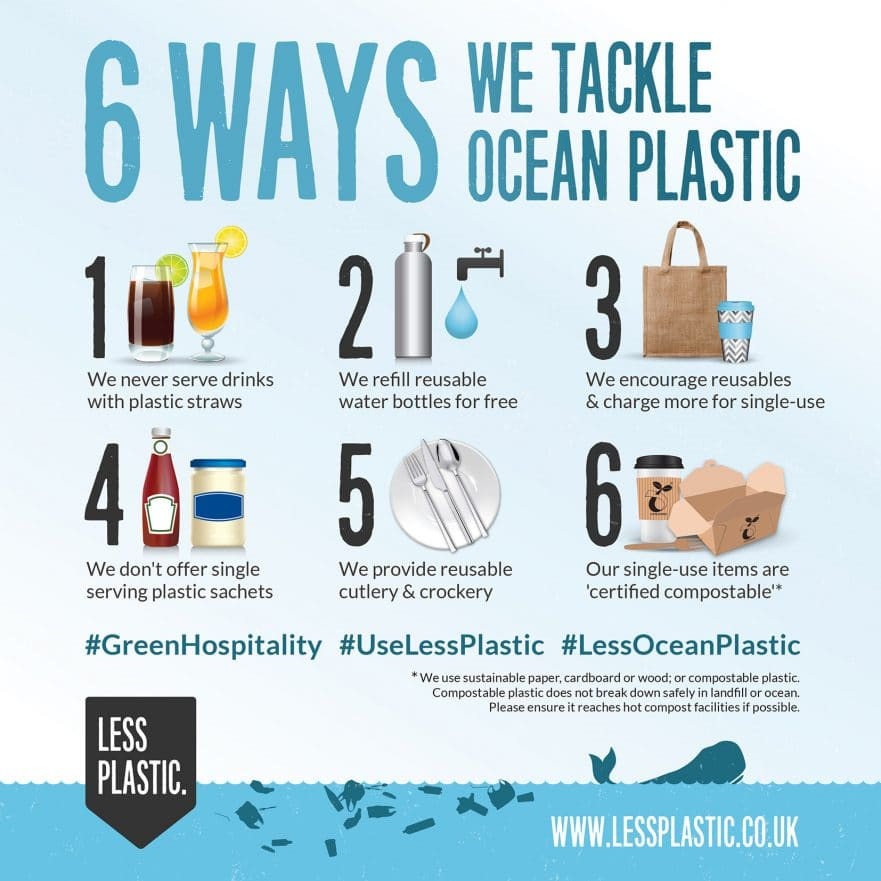 6 WAYS
WE TACKLE
OCEAN PLASTIC
1
We never serve drinks
with plastic straws
2
We refill reusable
water bottles for free
3
We encourage reusables
& charge more for single-use
4
We don't offer single
serving plastic sachets
5
We provide reusable
cutlery & crockery
6
Our single-use items are
'certified compostable'*
#GreenHospitality #UseLessPlastic #LessOceanPlastic
*We use sustainable paper, cardboard or wood; or compostable plastic.
Compostable plastic does not break down safely in landfill or ocean.
Please ensure it reaches hot compost facilities if possible.
LESS
PLASTIC.
WWW.LESSPLASTIC.CO.UK